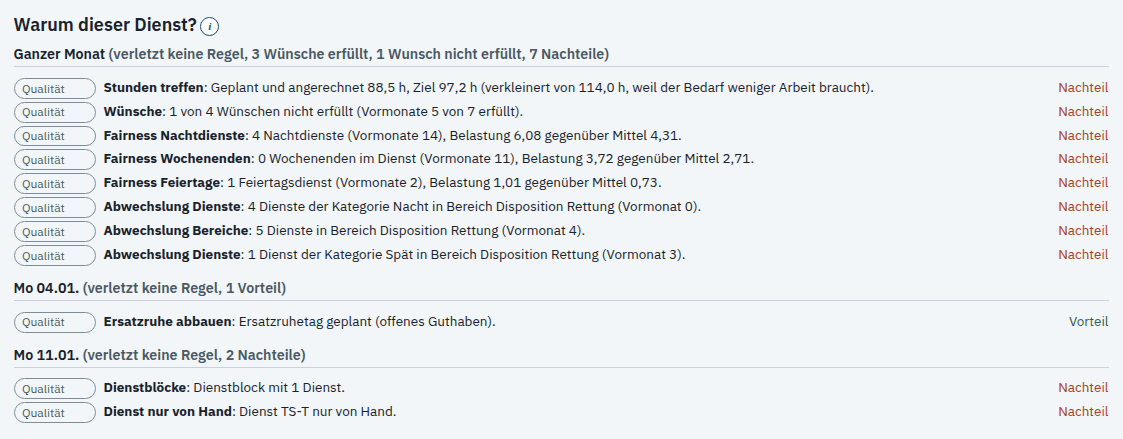 Warum dieser Dienst? i
Ganzer Monat (verletzt keine Regel, 3 Wünsche erfüllt, 1 Wunsch nicht erfüllt, 7 Nachteile)
Qualität Stunden treffen: Geplant und angerechnet 88,5 h, Ziel 97,2 h (verkleinert von 114,0 h, weil der Bedarf weniger Arbeit braucht). Nachteil
Qualität Wünsche: 1 von 4 Wünschen nicht erfüllt (Vormonate 5 von 7 erfüllt). Nachteil
Qualität Fairness Nachtdienste: 4 Nachtdienste (Vormonate 14), Belastung 6,08 gegenüber Mittel 4,31. Nachteil
Qualität Fairness Wochenenden: 0 Wochenenden im Dienst (Vormonate 11), Belastung 3,72 gegenüber Mittel 2,71. Nachteil
Qualität Fairness Feiertage: 1 Feiertagsdienst (Vormonate 2), Belastung 1,01 gegenüber Mittel 0,73. Nachteil
Qualität Abwechslung Dienste: 4 Dienste der Kategorie Nacht in Bereich Disposition Rettung (Vormonat 0). Nachteil
Qualität Abwechslung Bereiche: 5 Dienste in Bereich Disposition Rettung (Vormonat 4). Nachteil
Qualität Abwechslung Dienste: 1 Dienst der Kategorie Spät in Bereich Disposition Rettung (Vormonat 3). Nachteil
Mo 04.01. (verletzt keine Regel, 1 Vorteil)
Qualität Ersatzruhe abbauen: Ersatzruhetag geplant (offenes Guthaben). Vorteil
Mo 11.01. (verletzt keine Regel, 2 Nachteile)
Qualität Dienstblöcke: Dienstblock mit 1 Dienst. Nachteil
Qualität Dienst nur von Hand: Dienst TS-T nur von Hand. Nachteil